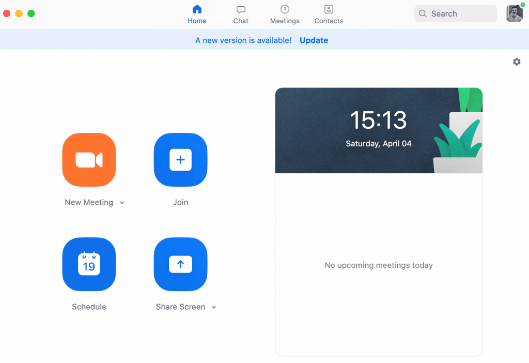 Home
Chat
Meetings
Contacts
Search
A new version is available! Update
15:13
Saturday, April 04
New Meeting
Join
19
Schedule
Share Screen
No upcoming meetings today